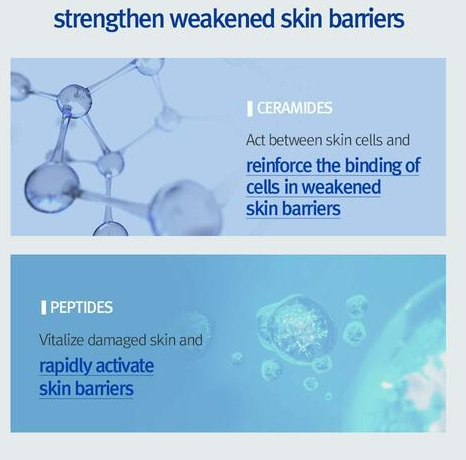 strengthen weakened skin barriers
CERAMIDES
Act between skin cells and
reinforce the binding of
cells in weakened
skin barriers
PEPTIDES
Vitalize damaged skin and
rapidly activate
skin barriers